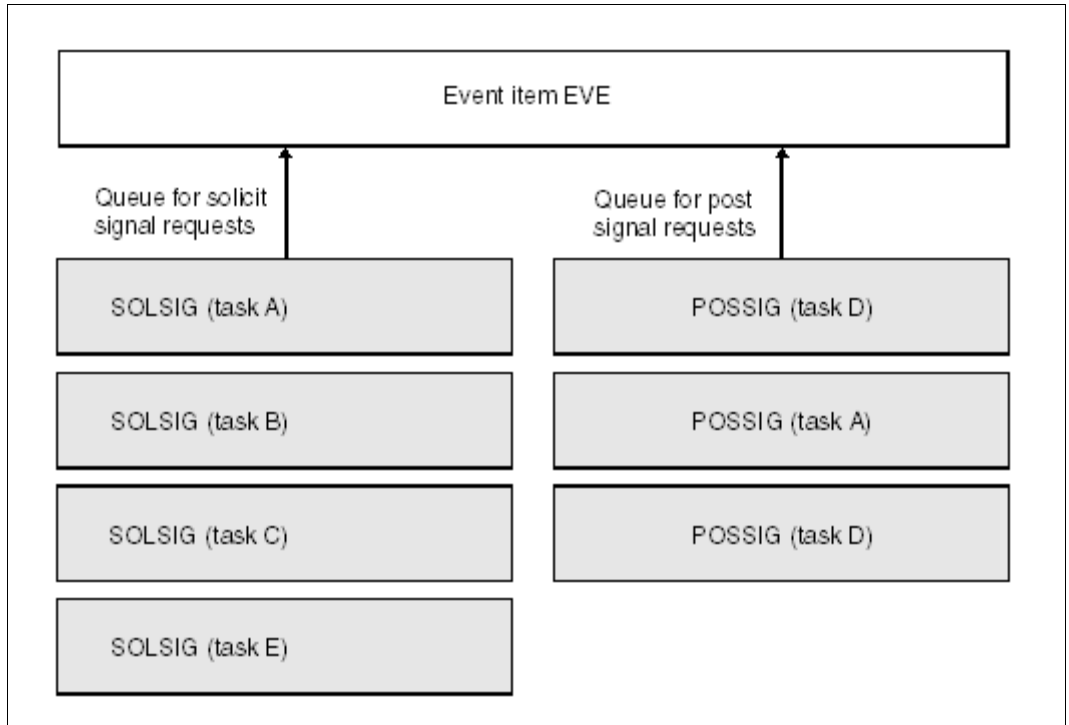 Event item EVE
Queue for solicit
signal requests
Queue for post
signal requests
SOLSIG (task A)
POSSIG (task D)
SOLSIG (task B)
POSSIG (task A)
SOLSIG (task C)
POSSIG (task D)
SOLSIG (task E)